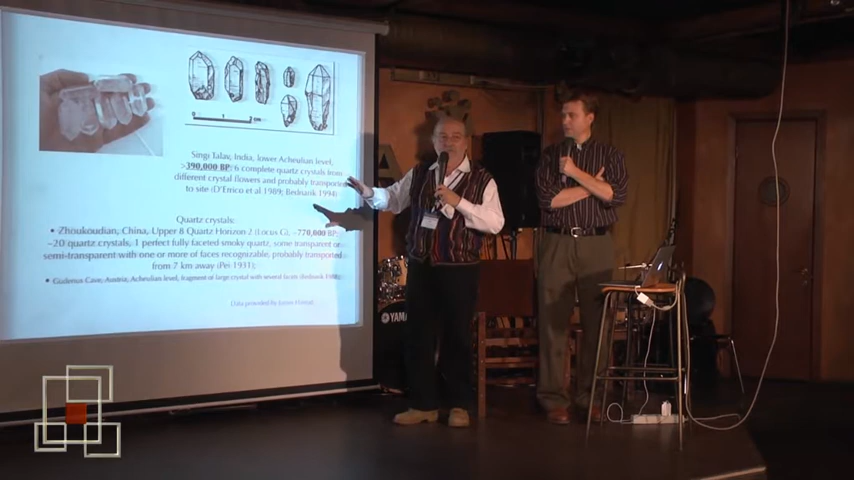 Singi Talav, India, lower Acheulian level,
>390,000 BP: 6 complete quartz crystals from
different crystal flowers and probably transported
to site (D'Errico et al 1989; Bednarik 1994)
Quartz crystals:
• Zhoukoudian, China, Upper 8 Quartz Horizon 2 (Locus G), ~770,000 BP:
~20 quartz crystals, 1 perfect fully faceted smoky quartz, some transparent or
semi-transparent with one or more of faces recognizable, probably transported
from 7 km away (Pei 1931);
• Gudenus Cave, Austria, Acheulian level, fragment of large crystal with several facets
Data provided by
YAMA